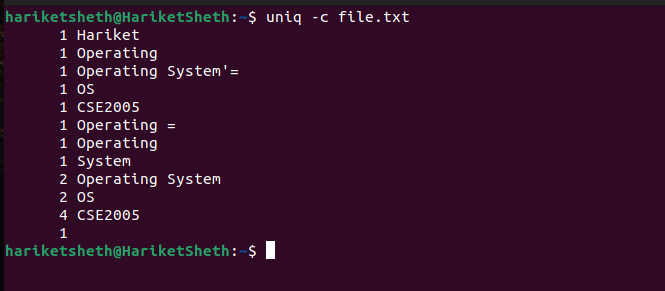 hariketsheth@HariketSheth:~$ uniq -c file.txt
1 Hariket
1 Operating
1 Operating System'=
1 OS
1 CSE2005
1 Operating =
1 Operating
1 System
2 Operating System
2 OS
4 CSE2005
1
hariketsheth@HariketSheth:~$